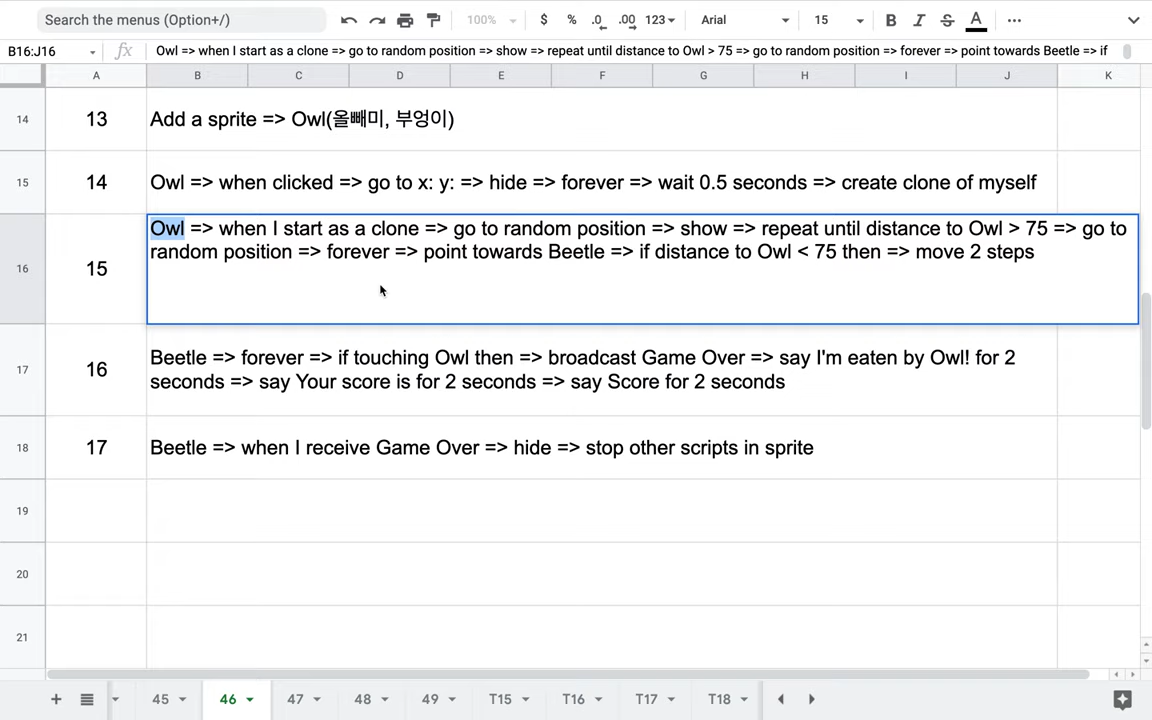 Search the menus (Option+/)
100%
$ % .0 .00 123 Arial 15 B I S A
B16:J16 fx Owl => when I start as a clone => go to random position => show => repeat until distance to Owl > 75 => go to random position => forever => point towards Beetle => if
A B C D E F G H I J K
14 13 Add a sprite => Owl(올빼미, 부엉이)
15 14 Owl => when clicked => go to x: y: => hide => forever => wait 0.5 seconds => create clone of myself
Owl => when I start as a clone => go to random position => show => repeat until distance to Owl > 75 => go to
random position => forever => point towards Beetle => if distance to Owl < 75 then => move 2 steps
16 15
Beetle => forever => if touching Owl then => broadcast Game Over => say I'm eaten by Owl! for 2
17 16
seconds => say Your score is for 2 seconds => say Score for 2 seconds
18 17 Beetle => when I receive Game Over => hide => stop other scripts in sprite
19
20
21
45 46 47 48 49 T15 T16 T17 T18